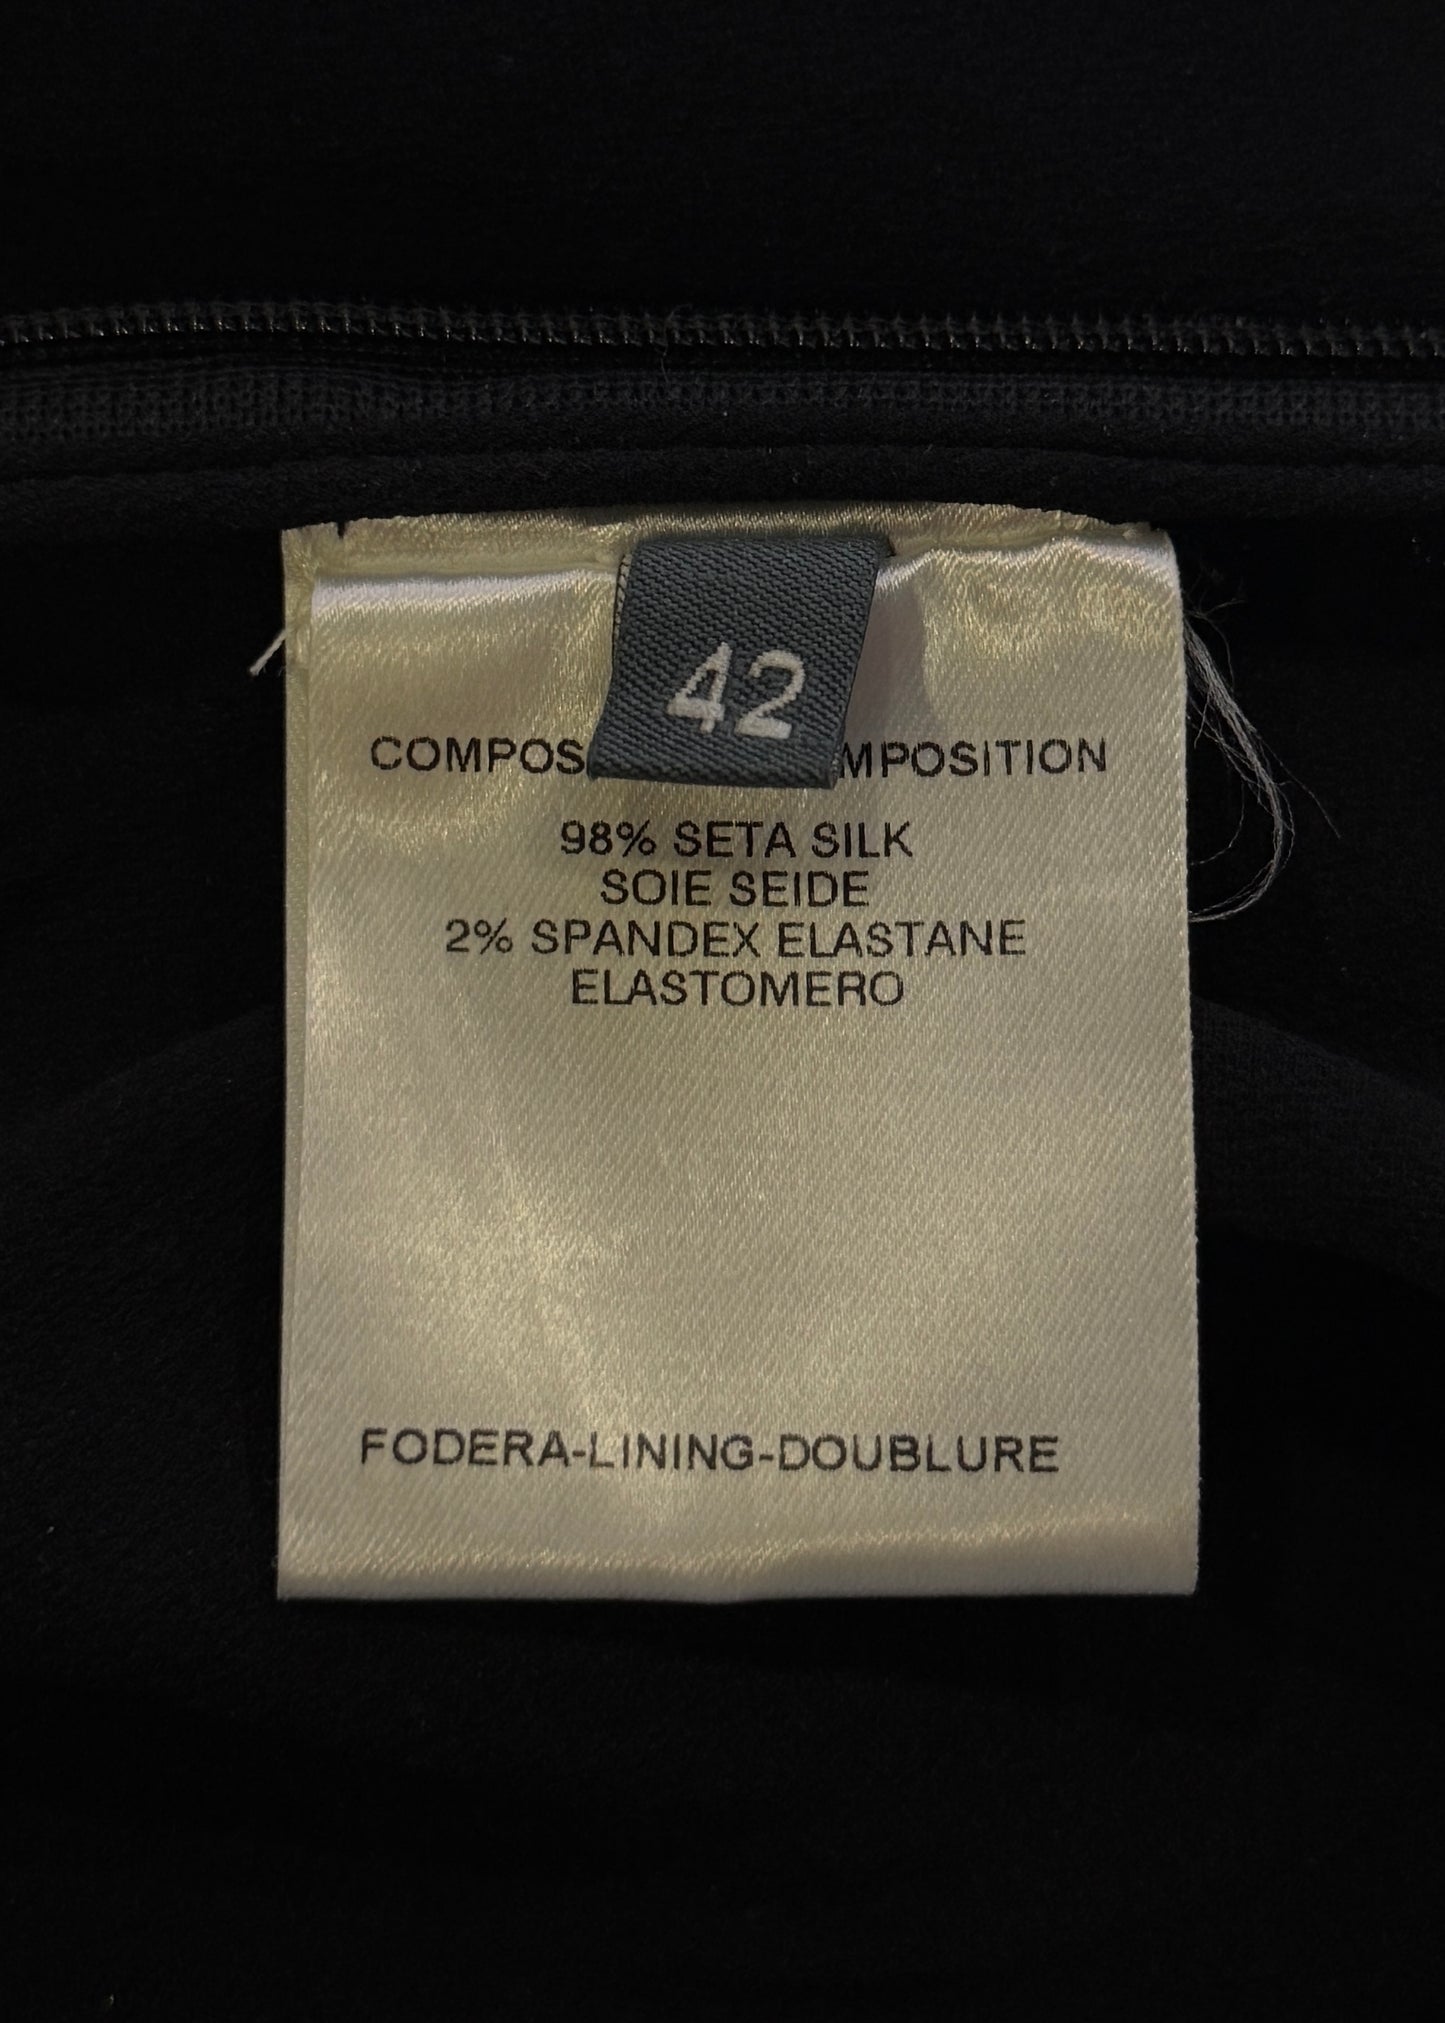 42
COMPOS MPOSITION
98% SETA SILK
SOIE SEIDE
2% SPANDEX ELASTANE
ELASTOMERO
FODERA-LINING-DOUBLURE